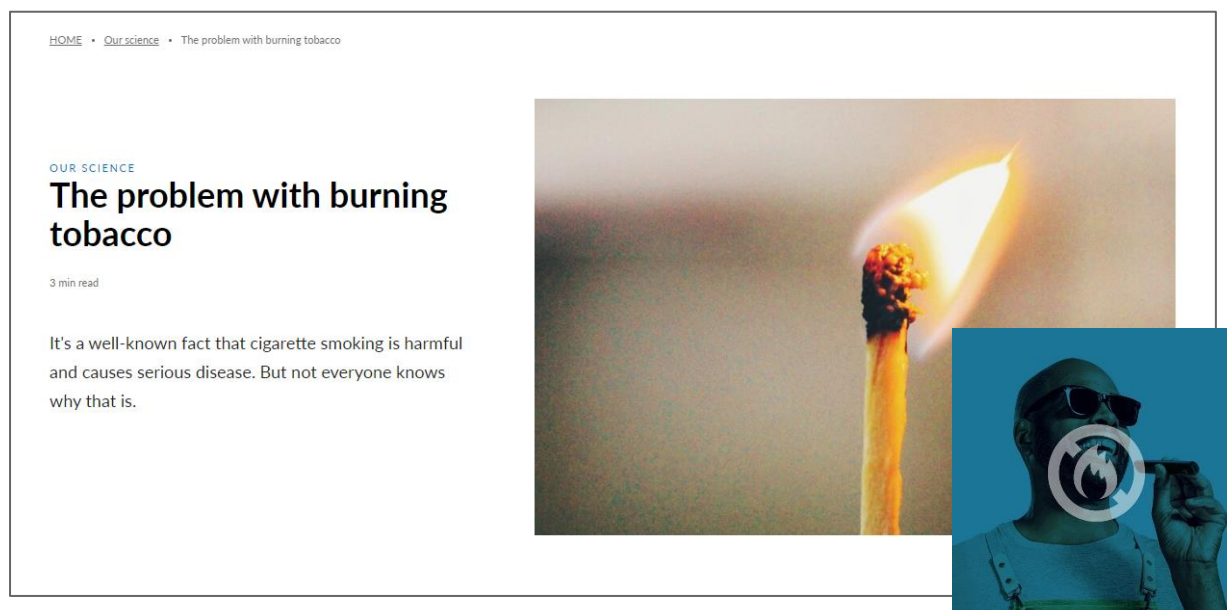 HOME • Our science • The problem with burning tobacco
OUR SCIENCE
The problem with burning
tobacco
3 min read
It's a well-known fact that cigarette smoking is harmful
and causes serious disease. But not everyone knows
why that is.